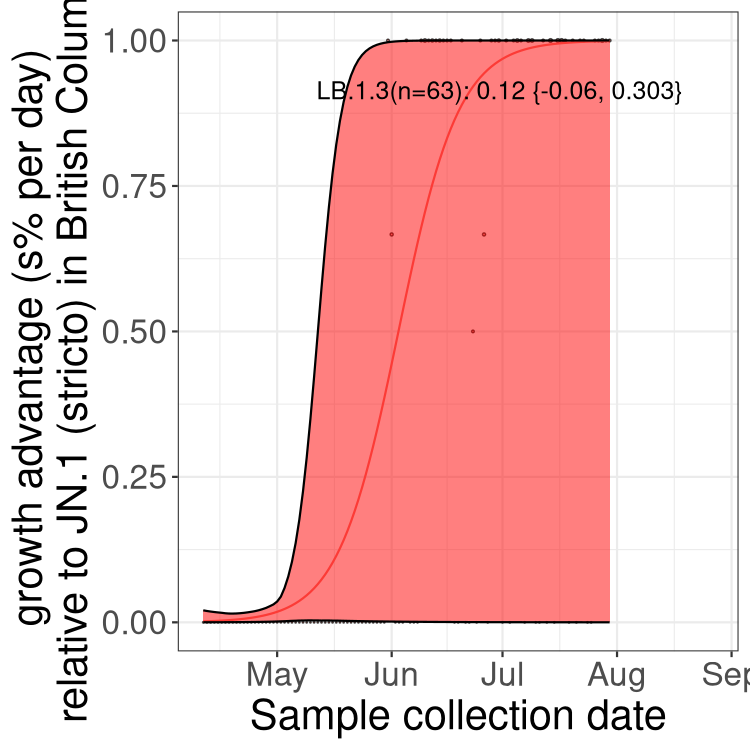 growth advantage (s% per day)
relative to JN.1 (stricto) in British Colum
1.00
0.75
0.50
0.25
0.00
LB.1.3(n=63): 0.12 {-0.06, 0.303}
May
Jun
Jul
Aug
Sep
Sample collection date